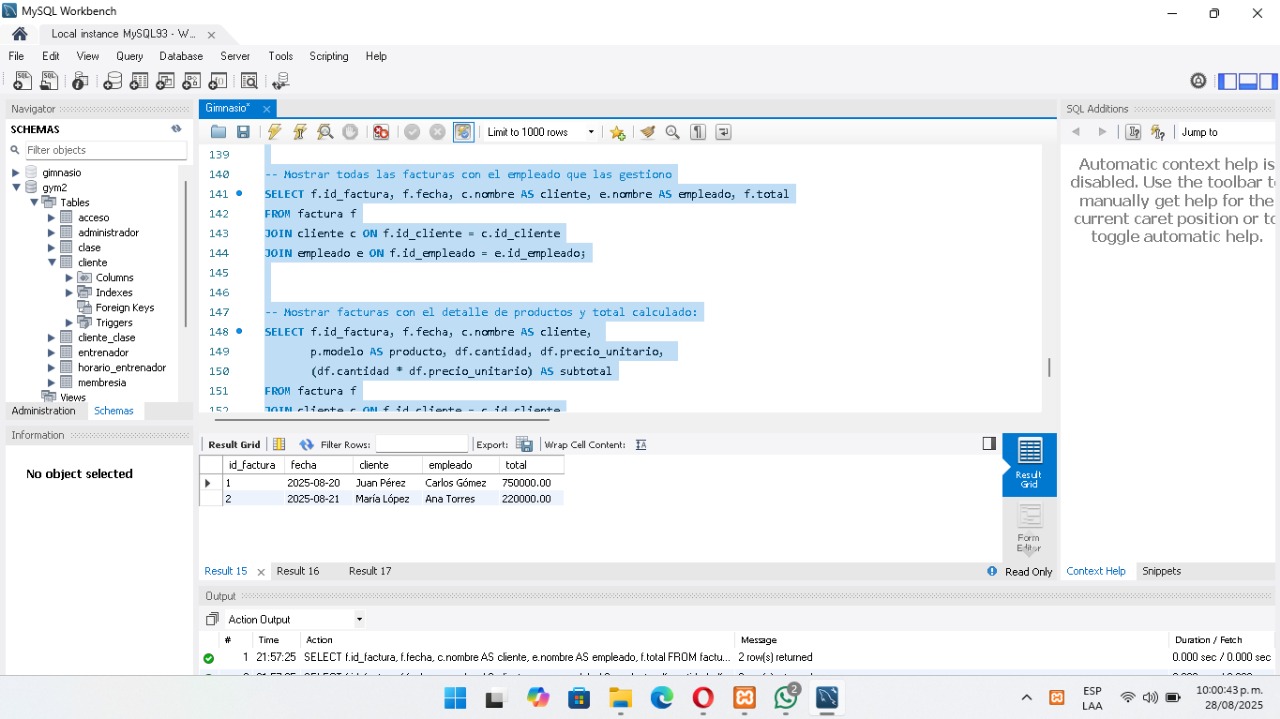 MySQL Workbench
Local instance MySQL93 - W...
File Edit View Query Database Server Tools Scripting Help
Navigator
SCHEMAS
Filter objects
gimnasio
gym2
Tables
acceso
administrador
clase
cliente
Columns
Indexes
Foreign Keys
Triggers
cliente_clase
entrenador
horario_entrenador
membresia
Views
Administration Schemas
Information
No object selected
Gimnasio*
Limit to 1000 rows
139
140 -- Mostrar todas las facturas con el empleado que las gestiono
141 SELECT f.id_factura, f.fecha, c.nombre AS cliente, e.nombre AS empleado, f.total
142 FROM factura f
143 JOIN cliente c ON f.id_cliente = c.id_cliente
144 JOIN empleado e ON f.id_empleado = e.id_empleado;
145
146
147 -- Mostrar facturas con el detalle de productos y total calculado:
148 SELECT f.id_factura, f.fecha, c.nombre AS cliente,
149 p.modelo AS producto, df.cantidad, df.precio_unitario,
150 (df.cantidad * df.precio_unitario) AS subtotal
151 FROM factura f
152 JOIN cliente c ON f.id_cliente = c.id_cliente
Result Grid Filter Rows: Export: Wrap Cell Content:
id_factura fecha cliente empleado total
1 2025-08-20 Juan Pérez Carlos Gómez 750000.00
2 2025-08-21 María López Ana Torres 220000.00
Result Grid
Form Editor
Result 15 Result 16 Result 17
Read Only
SQL Additions
Jump to
Automatic context help is
disabled. Use the toolbar to
manually get help for the
current caret position or to
toggle automatic help.
Context Help Snippets
Output
Action Output
# Time Action Message Duration / Fetch
1 21:57:25 SELECT f.id_factura, f.fecha, c.nombre AS cliente, e.nombre AS empleado, f.total FROM factu... 2 row(s) returned 0.000 sec / 0.000 sec
2
ESP
LAA
10:00:43 p. m.
28/08/2025